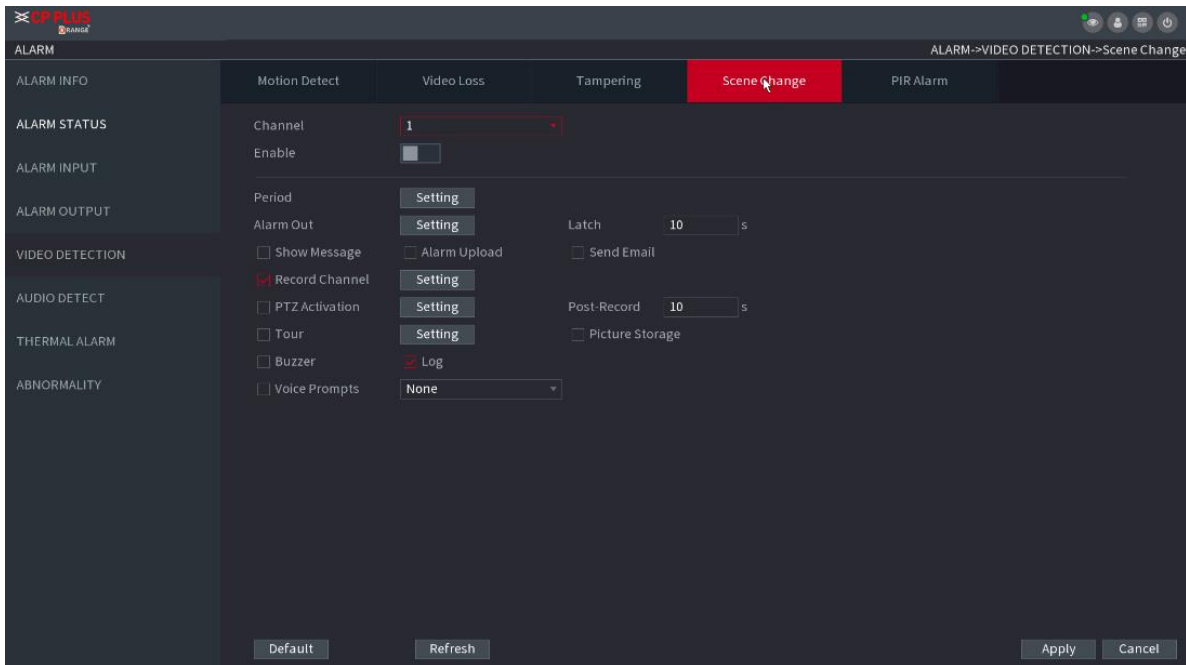 CP PLUS
ORANGE
ALARM ALARM->VIDEO DETECTION->Scene Change
ALARM INFO
ALARM STATUS
ALARM INPUT
ALARM OUTPUT
VIDEO DETECTION
AUDIO DETECT
THERMAL ALARM
ABNORMALITY
Motion Detect Video Loss Tampering Scene Change PIR Alarm
Channel 1
Enable
Period Setting
Alarm Out Setting Latch 10 s
Show Message Alarm Upload Send Email
Record Channel Setting
PTZ Activation Setting Post-Record 10 s
Tour Setting Picture Storage
Buzzer Log
Voice Prompts None
Default Refresh Apply Cancel